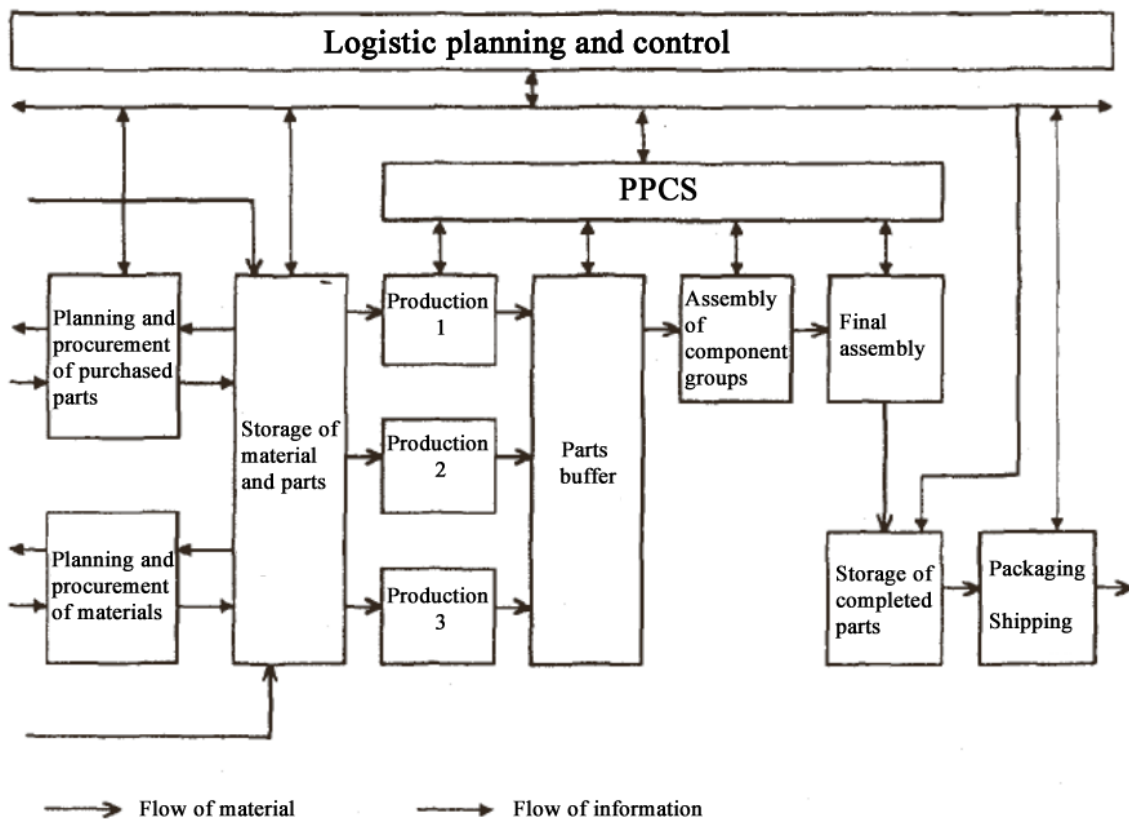 Logistic planning and control
PPCS
Planning and
procurement
of purchased
parts
Storage of
material
and parts
Production
1
Production
2
Production
3
Parts
buffer
Assembly
of
component
groups
Final
assembly
Planning and
procurement
of materials
Storage of
completed
parts
Packaging
Shipping
Flow of material
Flow of information